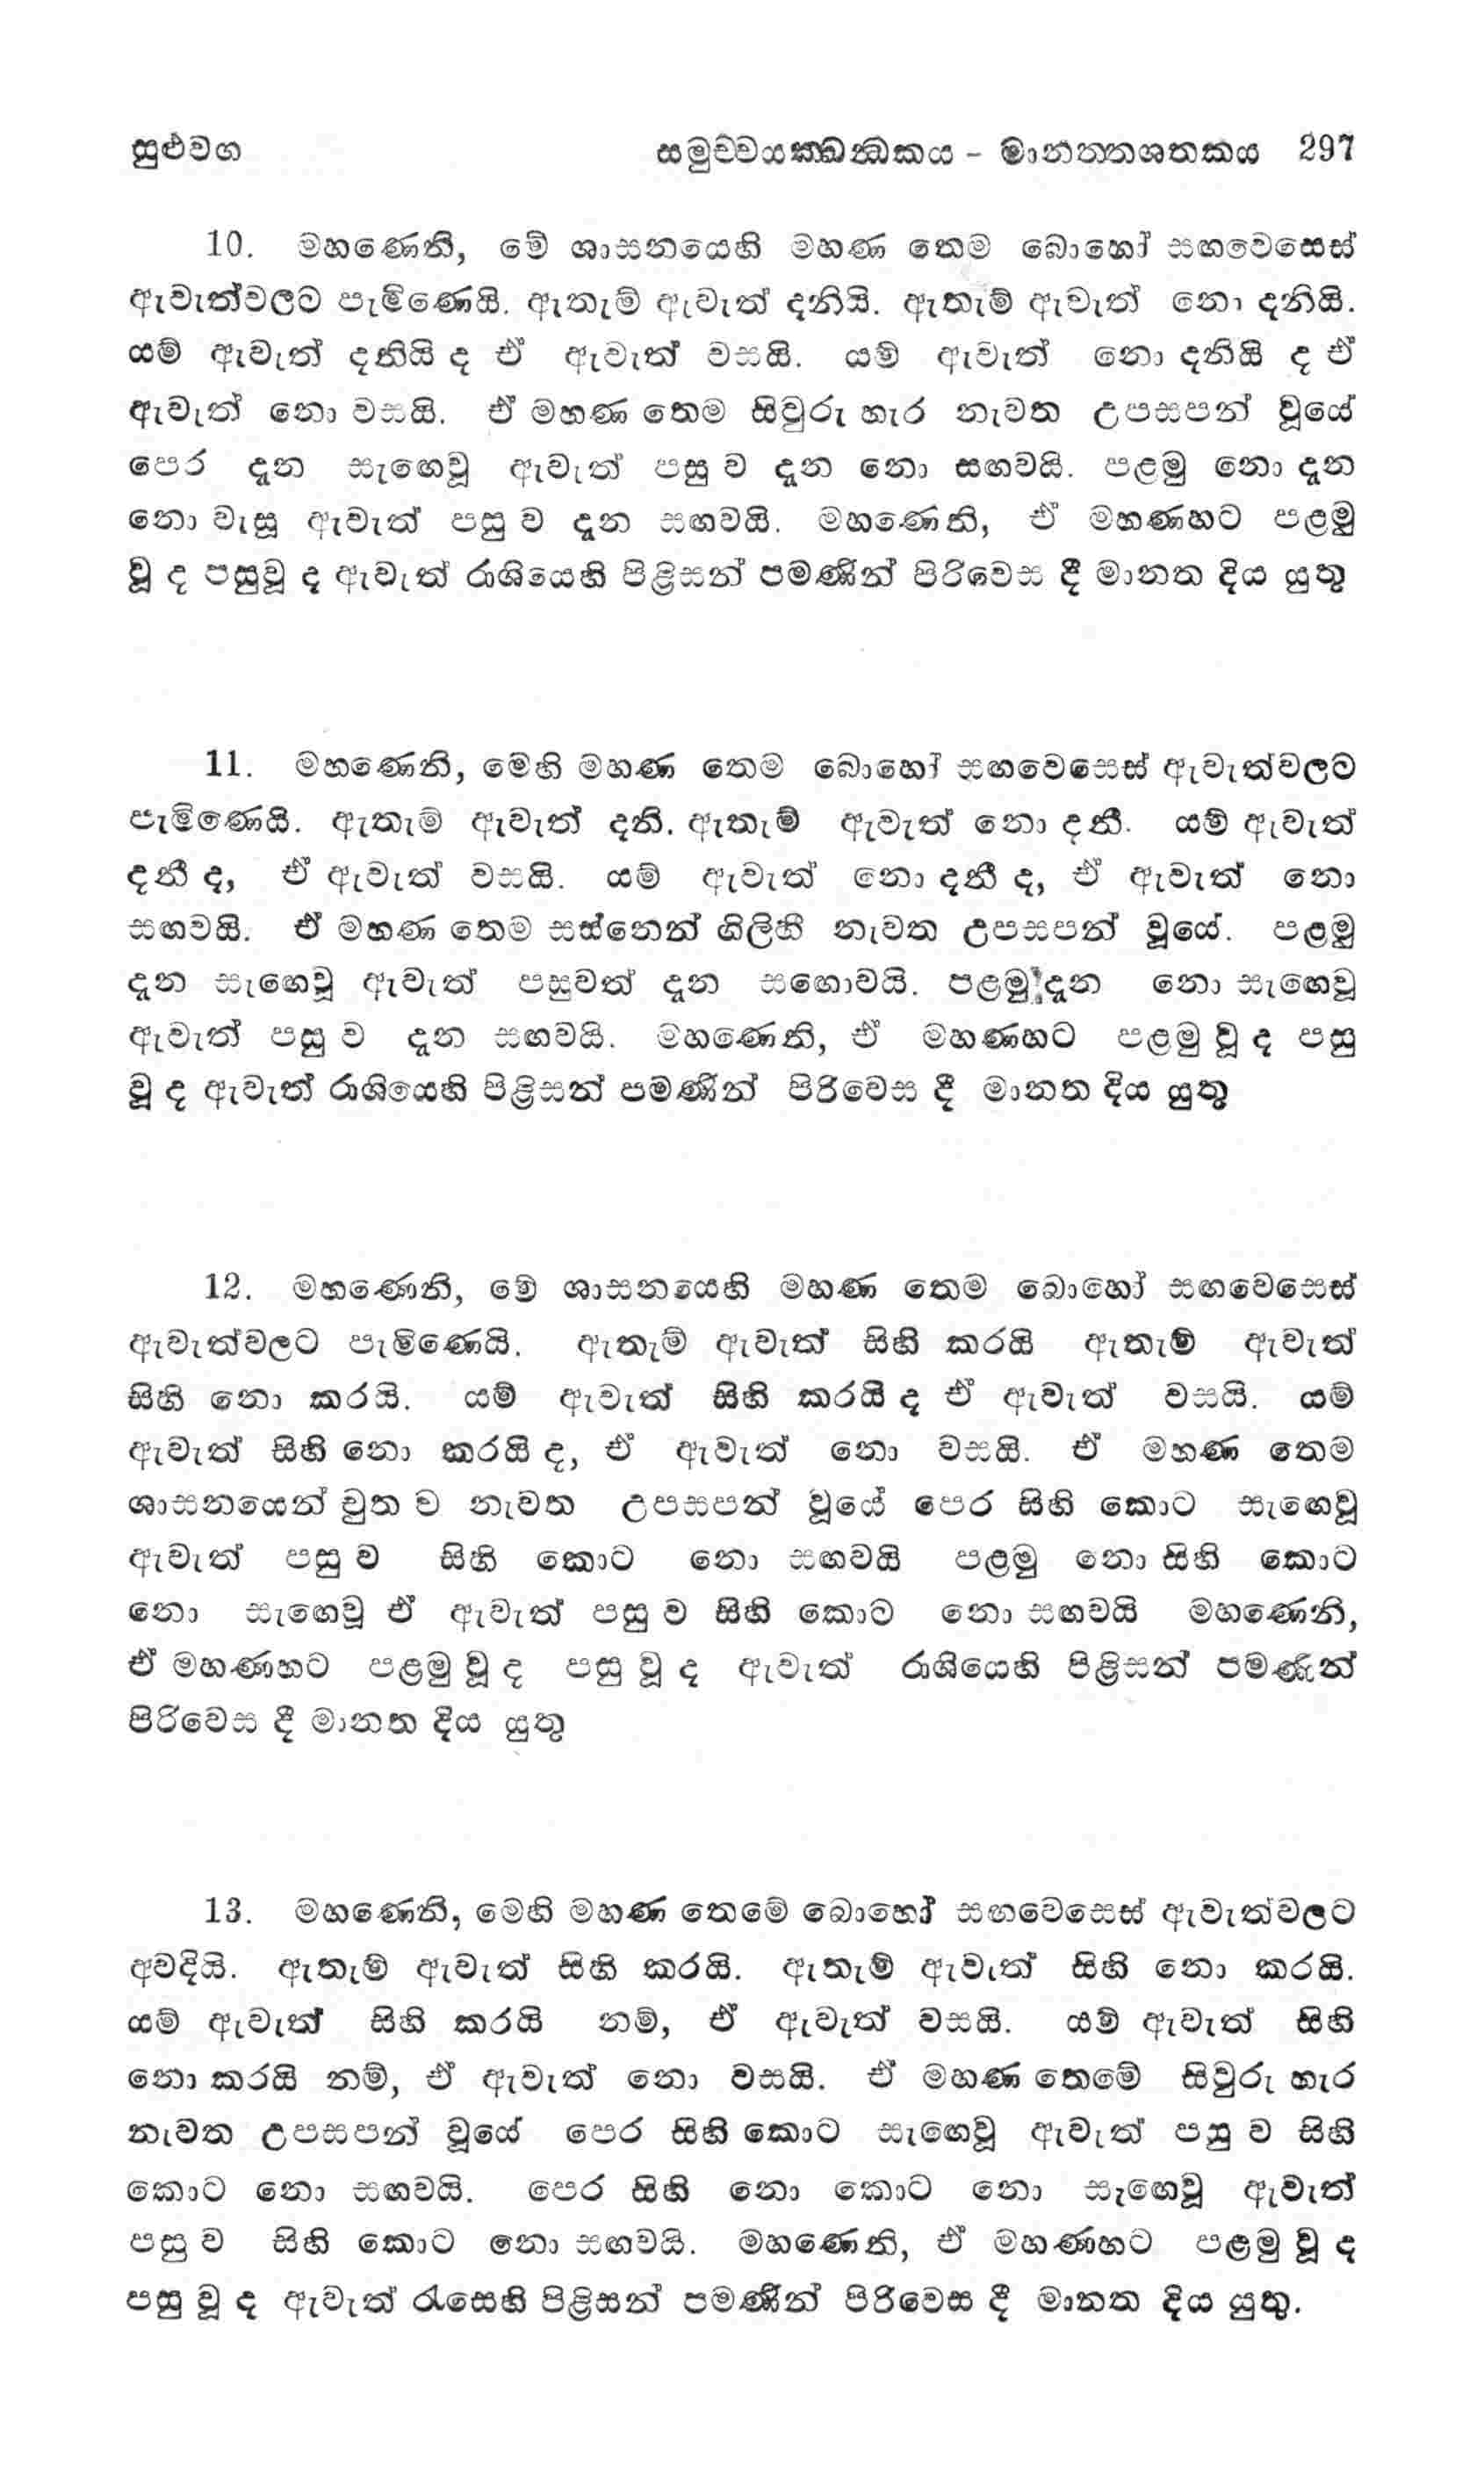 සුළුවග සමුච්චයක්ඛන්ධකය - මානත්තශතකය 297
10. මහණෙනි, මේ ශාසනයෙහි මහණ තෙම බොහෝ සඟවෙසෙස්
ඇවැත්වලට පැමිණෙයි. ඇතැම් ඇවැත් දනියි. ඇතැම් ඇවැත් නො දනියි.
යම් ඇවැත් දනියි ද ඒ ඇවැත් වසයි. යම් ඇවැත් නො දනියි ද ඒ
ඇවැත් නො වසයි. ඒ මහණ තෙම සිවුරු හැර නැවත උපසපන් වූයේ
පෙර දැන සැඟෙවූ ඇවැත් පසු ව දැන නො සඟවයි. පළමු නො දැන
නො වැසූ ඇවැත් පසු ව දැන සඟවයි. මහණෙනි, ඒ මහණහට පළමු
වූ ද පසුවූ ද ඇවැත් රාශියෙහි පිළිසන් පමණින් පිරිවෙස දී මානත දිය යුතු
11. මහණෙනි, මෙහි මහණ තෙම බොහෝ සඟවෙසෙස් ඇවැත්වලට
පැමිණෙයි. ඇතැම් ඇවැත් දනි. ඇතැම් ඇවැත් නො දනී. යම් ඇවැත්
දනී ද, ඒ ඇවැත් වසයි. යම් ඇවැත් නො දනී ද, ඒ ඇවැත් නො
සඟවයි. ඒ මහණ තෙම සස්නෙන් ගිලිහී නැවත උපසපන් වූයේ. පළමු
දැන සැඟෙවූ ඇවැත් පසුවත් දැන සඟොවයි. පළමු දැන නො සැඟෙවූ
ඇවැත් පසු ව දැන සඟවයි. මහණෙනි, ඒ මහණහට පළමු වූ ද පසු
වූ ද ඇවැත් රාශියෙහි පිළිසන් පමණින් පිරිවෙස දී මානත දිය යුතු
12. මහණෙනි, මේ ශාසනයෙහි මහණ තෙම බොහෝ සඟවෙසෙස්
ඇවැත්වලට පැමිණෙයි. ඇතැම් ඇවැත් සිහි කරයි ඇතැම් ඇවැත්
සිහි නො කරයි. යම් ඇවැත් සිහි කරයි ද ඒ ඇවැත් වසයි. යම්
ඇවැත් සිහි නො කරයි ද, ඒ ඇවැත් නො වසයි. ඒ මහණ තෙම
ශාසනයෙන් චුත ව නැවත උපසපන් වූයේ පෙර සිහි කොට සැඟෙවූ
ඇවැත් පසු ව සිහි කොට නො සඟවයි පළමු නො සිහි කොට
නො සැඟෙවූ ඒ ඇවැත් පසු ව සිහි කොට නො සඟවයි මහණෙනි,
ඒ මහණහට පළමු වූ ද පසු වූ ද ඇවැත් රාශියෙහි පිළිසන් පමණින්
පිරිවෙස දී මානත දිය යුතු
13. මහණෙනි, මෙහි මහණ තෙමේ බොහෝ සඟවෙසෙස් ඇවැත්වලට
අවදියි. ඇතැම් ඇවැත් සිහි කරයි. ඇතැම් ඇවැත් සිහි නො කරයි.
යම් ඇවැත් සිහි කරයි නම්, ඒ ඇවැත් වසයි. යම් ඇවැත් සිහි
නො කරයි නම්, ඒ ඇවැත් නො වසයි. ඒ මහණ තෙමේ සිවුරු හැර
නැවත උපසපන් වූයේ පෙර සිහි කොට සැඟෙවූ ඇවැත් පසු ව සිහි
කොට නො සඟවයි. පෙර සිහි නො කොට නො සැඟෙවූ ඇවැත්
පසු ව සිහි කොට නො සඟවයි. මහණෙනි, ඒ මහණහට පළමු වූ ද
පසු වූ ද ඇවැත් රැසෙහි පිළිසන් පමණින් පිරිවෙස දී මානත දිය යුතු.